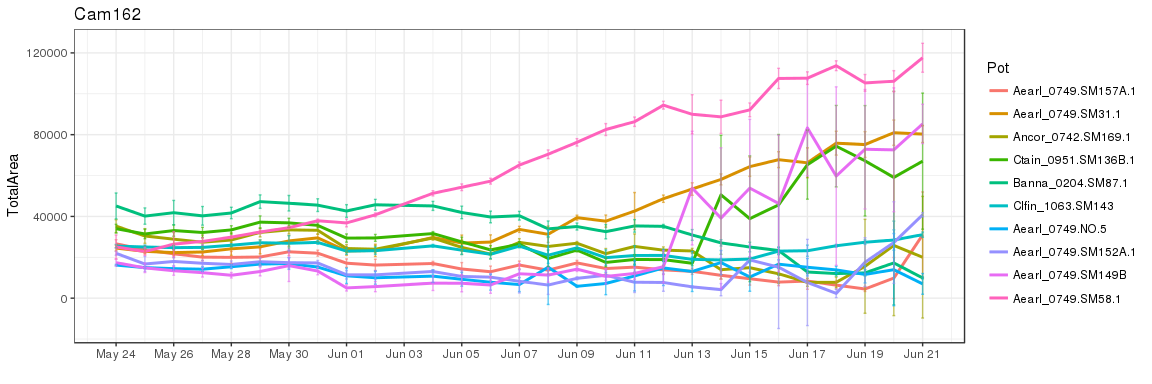 Cam162
TotalArea
120000
80000
40000
0
May 24 May 26 May 28 May 30 Jun 01 Jun 03 Jun 05 Jun 07 Jun 09 Jun 11 Jun 13 Jun 15 Jun 17 Jun 19 Jun 21
Pot
Aearl_0749.SM157A.1
Aearl_0749.SM31.1
Ancor_0742.SM169.1
Ctain_0951.SM136B.1
Banna_0204.SM87.1
Clfin_1063.SM143
Aearl_0749.NO.5
Aearl_0749.SM152A.1
Aearl_0749.SM149B
Aearl_0749.SM58.1